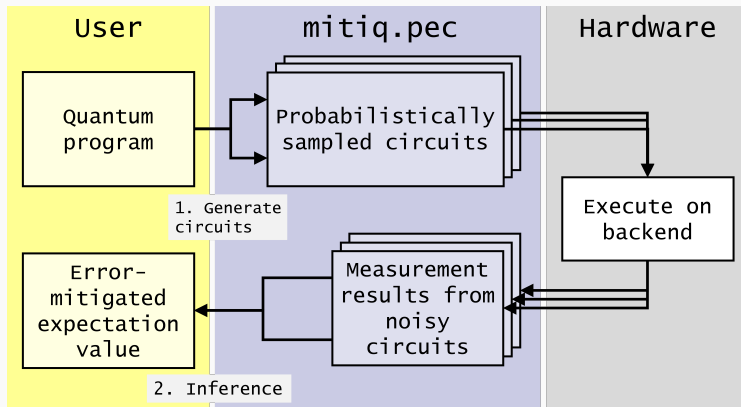 User
mitiq.pec
Hardware
Quantum
program
Probabilistically
sampled circuits
1. Generate
circuits
Execute on
backend
Error-
mitigated
expectation
value
Measurement
results from
noisy
circuits
2. Inference